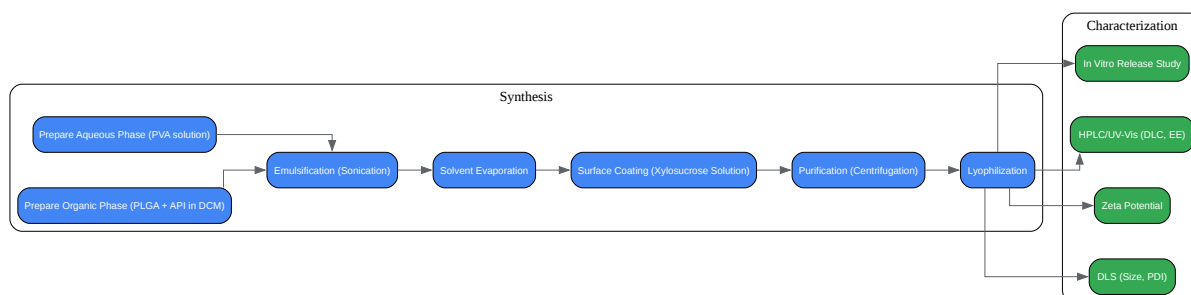 Synthesis
Prepare Aqueous Phase (PVA solution)
Prepare Organic Phase (PLGA + API in DCM)
Emulsification (Sonication)
Solvent Evaporation
Surface Coating (Xylosucrose Solution)
Purification (Centrifugation)
Lyophilization
Characterization
In Vitro Release Study
HPLC/UV-Vis (DLC, EE)
Zeta Potential
DLS (Size, PDI)